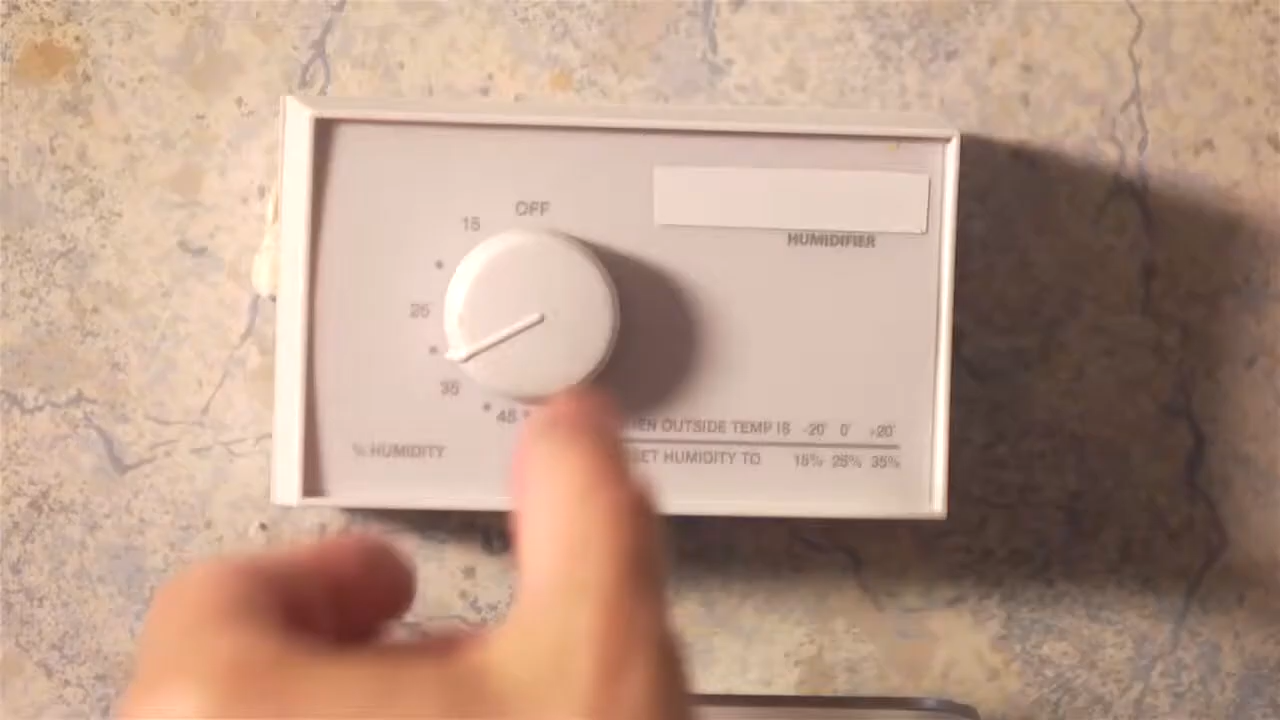 OFF
15
25
35
45
% HUMIDITY
HUMIDIFIER
OUTSIDE TEMP IS -20° 0° +20°
SET HUMIDITY TO 15% 25% 35%